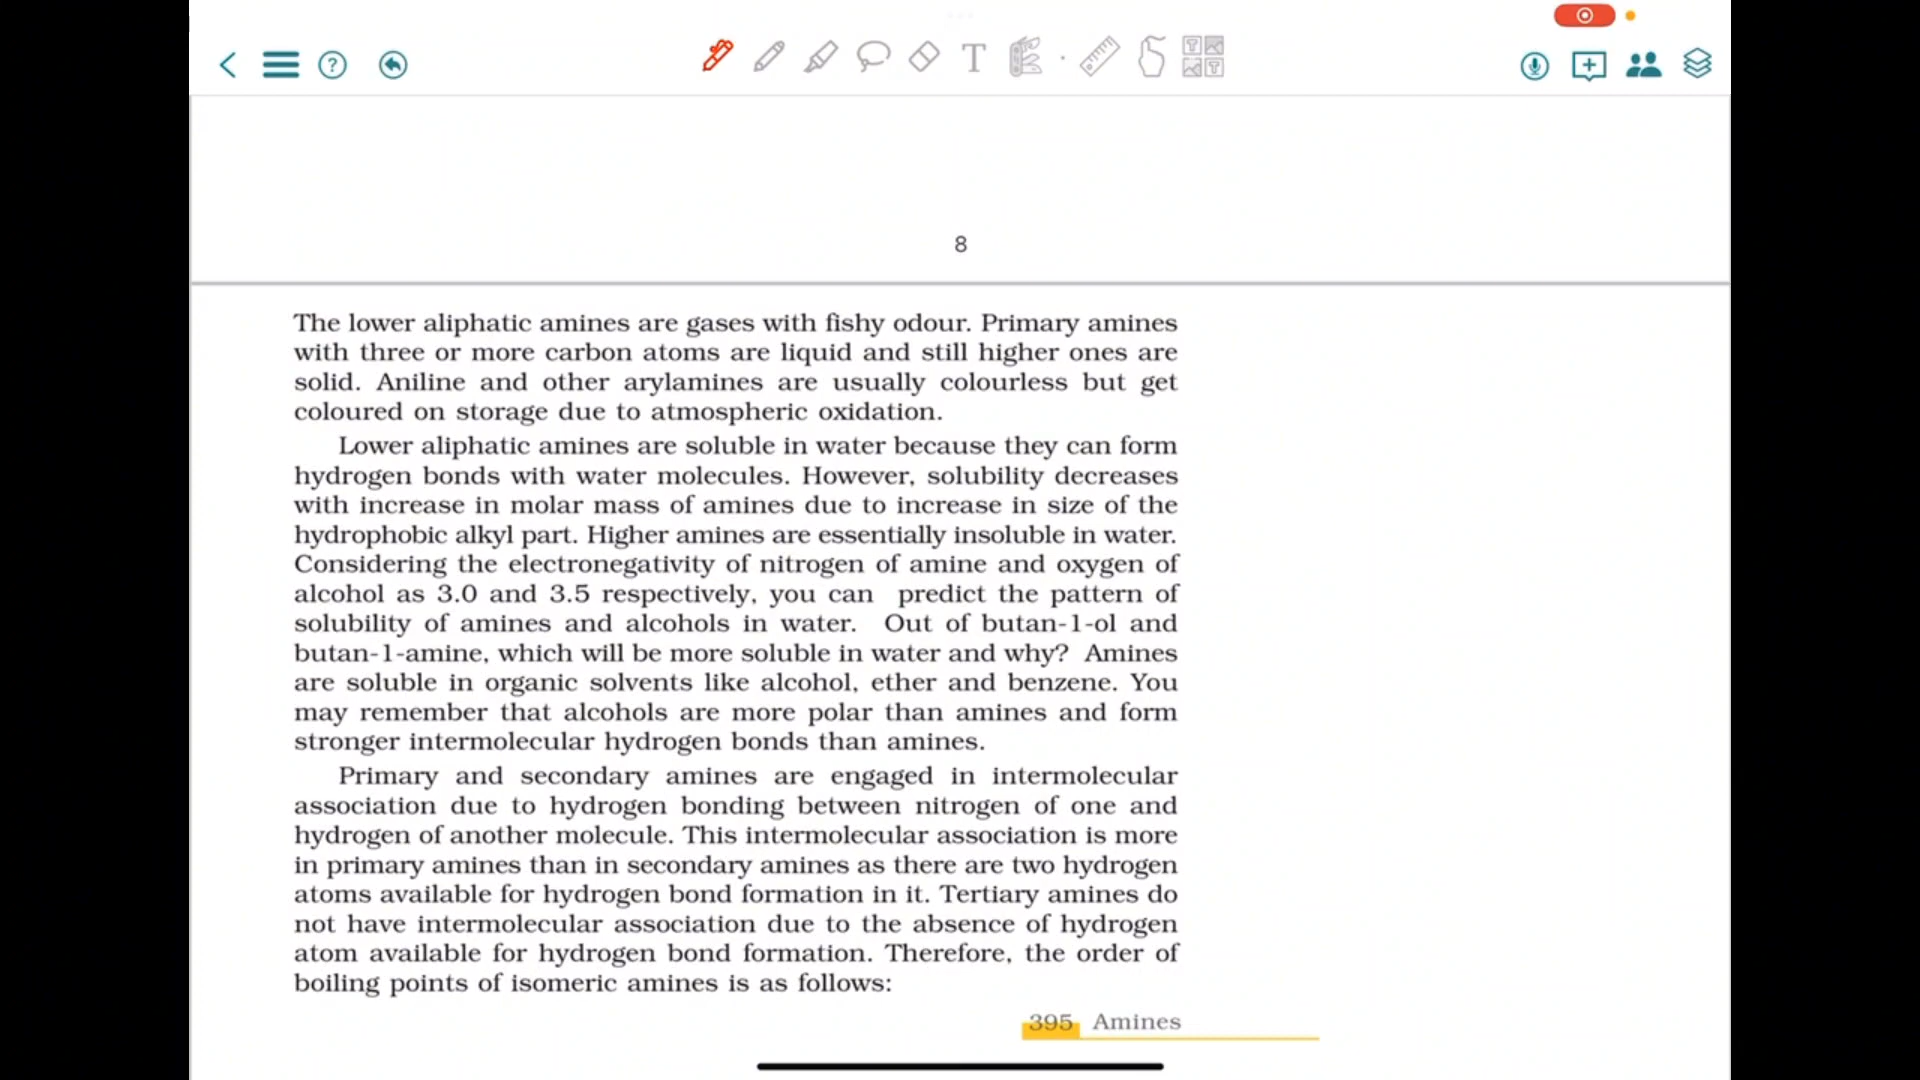 8
The lower aliphatic amines are gases with fishy odour. Primary amines
with three or more carbon atoms are liquid and still higher ones are
solid. Aniline and other arylamines are usually colourless but get
coloured on storage due to atmospheric oxidation.
Lower aliphatic amines are soluble in water because they can form
hydrogen bonds with water molecules. However, solubility decreases
with increase in molar mass of amines due to increase in size of the
hydrophobic alkyl part. Higher amines are essentially insoluble in water.
Considering the electronegativity of nitrogen of amine and oxygen of
alcohol as 3.0 and 3.5 respectively, you can predict the pattern of
solubility of amines and alcohols in water. Out of butan-1-ol and
butan-1-amine, which will be more soluble in water and why? Amines
are soluble in organic solvents like alcohol, ether and benzene. You
may remember that alcohols are more polar than amines and form
stronger intermolecular hydrogen bonds than amines.
Primary and secondary amines are engaged in intermolecular
association due to hydrogen bonding between nitrogen of one and
hydrogen of another molecule. This intermolecular association is more
in primary amines than in secondary amines as there are two hydrogen
atoms available for hydrogen bond formation in it. Tertiary amines do
not have intermolecular association due to the absence of hydrogen
atom available for hydrogen bond formation. Therefore, the order of
boiling points of isomeric amines is as follows:
395 Amines